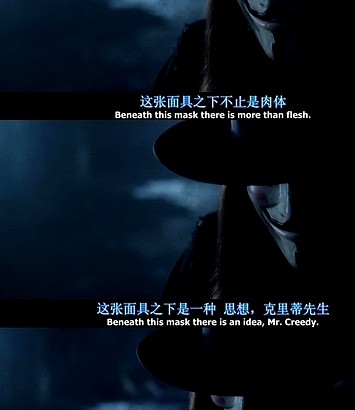 这张面具之下不止是肉体
Beneath this mask there is more than flesh.
这张面具之下是一种 思想，克里蒂先生
Beneath this mask there is an idea, Mr. Creedy.